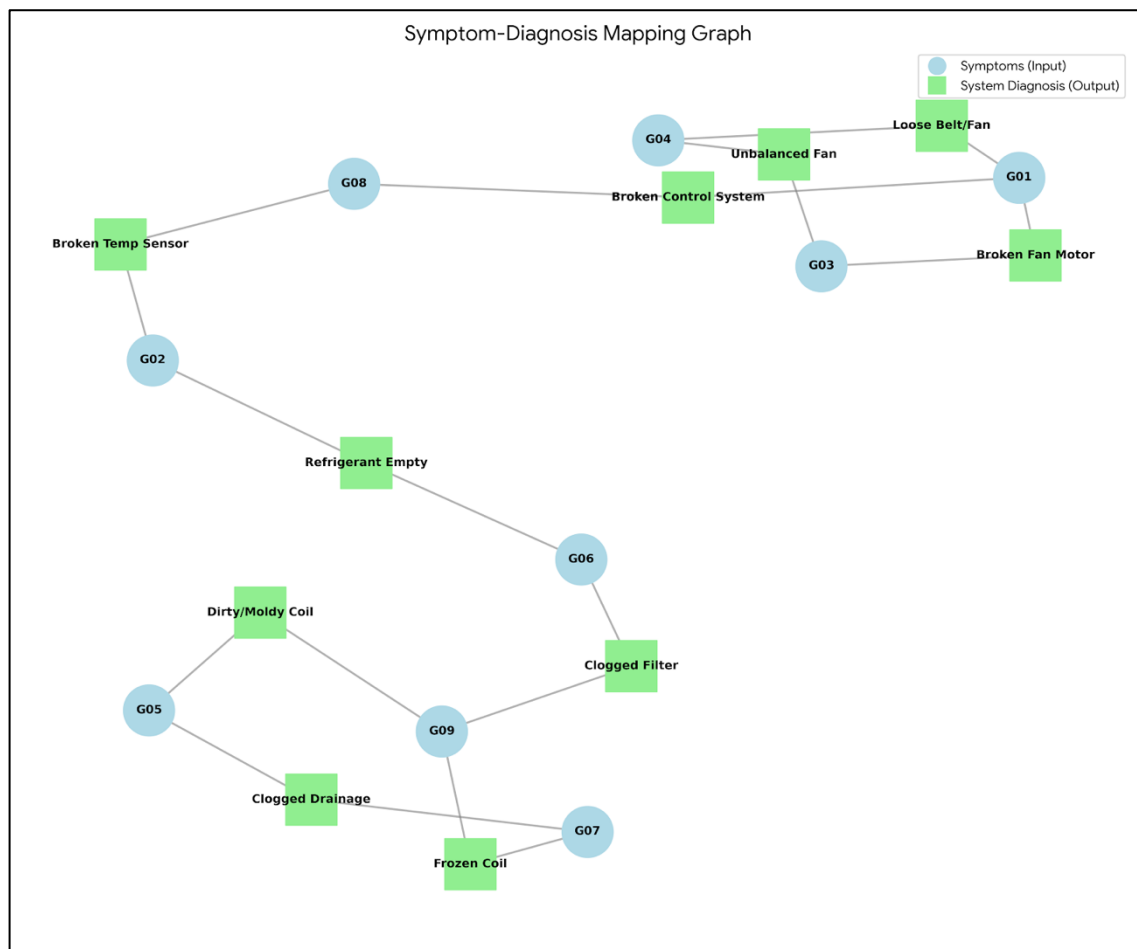 Symptom-Diagnosis Mapping Graph
Symptoms (Input)
System Diagnosis (Output)
Loose Belt/Fan
G04
Unbalanced Fan
G01
G08
Broken Control System
Broken Temp Sensor
Broken Fan Motor
G03
G02
Refrigerant Empty
G06
Dirty/Moldy Coil
Clogged Filter
G05
G09
Clogged Drainage
G07
Frozen Coil